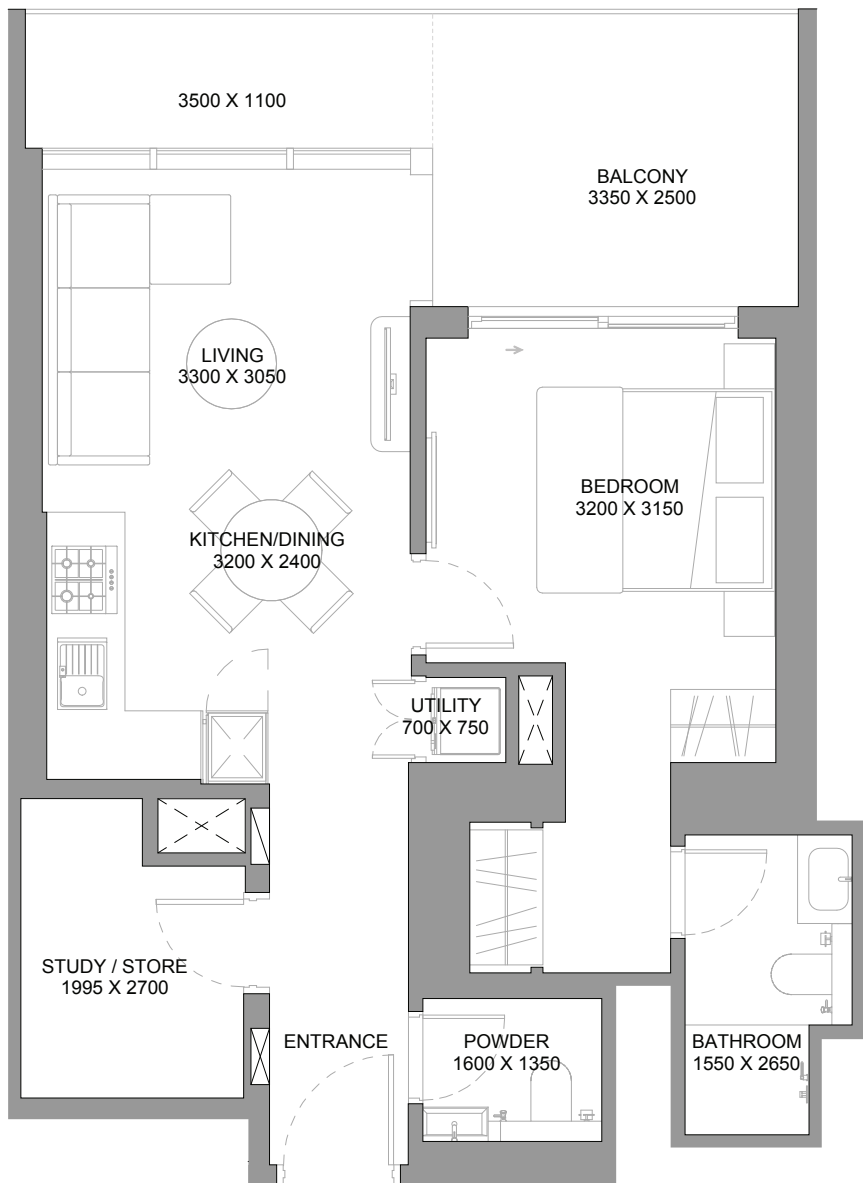 3500 X 1100
BALCONY
3350 X 2500
LIVING
3300 X 3050
BEDROOM
3200 X 3150
KITCHEN/DINING
3200 X 2400
UTILITY
700 X 750
STUDY / STORE
1995 X 2700
ENTRANCE
POWDER
1600 X 1350
BATHROOM
1550 X 2650